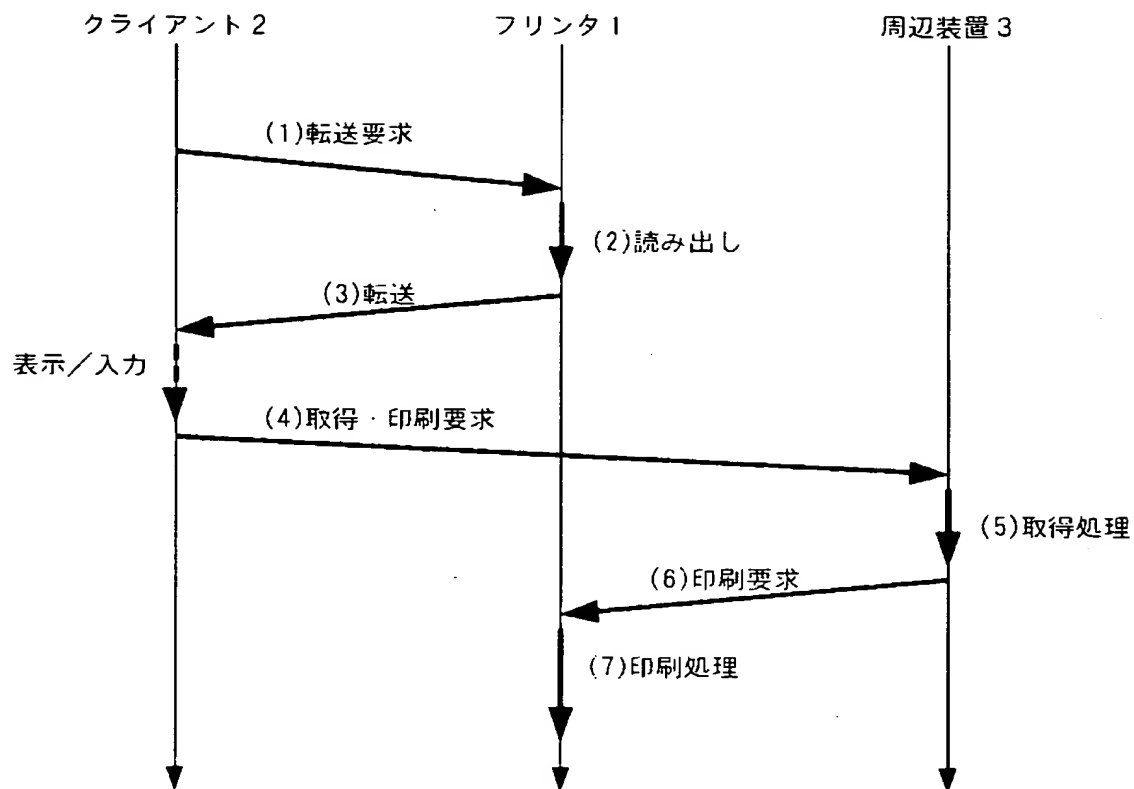 クライアント2
フリンタ1
周辺装置3
(1)転送要求
(2)読み出し
(3)転送
表示／入力
(4)取得・印刷要求
(5)取得処理
(6)印刷要求
(7)印刷処理